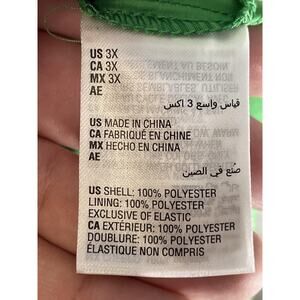 US 3X
CA 3X
MX 3X
AE
قياس واسع 3 اكس
US MADE IN CHINA
CA FABRIQUÉ EN CHINE
MX HECHO EN CHINA
AE
صُنع في الصين
US SHELL: 100% POLYESTER
LINING: 100% POLYESTER
EXCLUSIVE OF ELASTIC
CA EXTÉRIEUR: 100% POLYESTER
DOUBLURE: 100% POLYESTER
ÉLASTIQUE NON COMPRIS